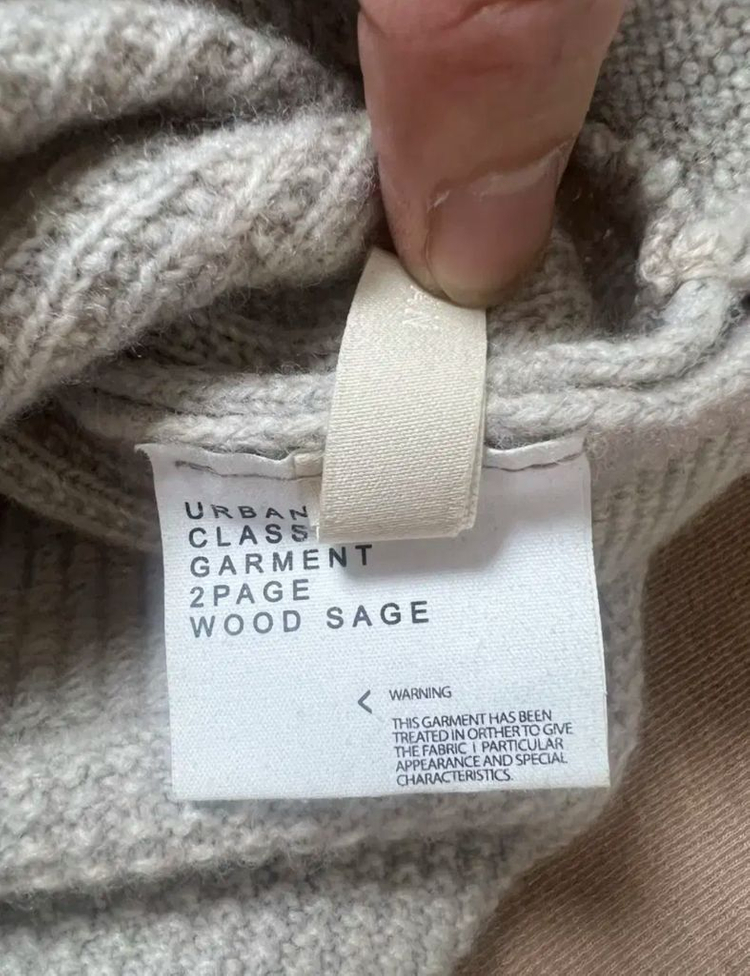 URBAN
CLASS
GARMENT
2PAGE
WOOD SAGE
< WARNING
THIS GARMENT HAS BEEN
TREATED IN ORTHER TO GIVE
THE FABRIC I PARTICULAR
APPEARANCE AND SPECIAL
CHARACTERISTICS.